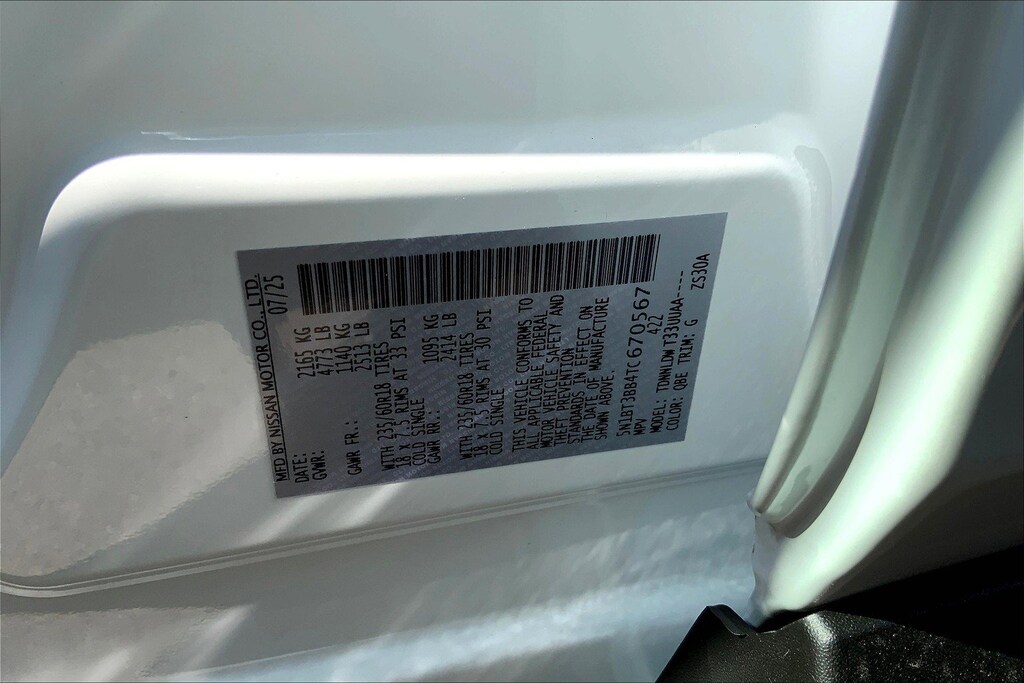 MFD BY NISSAN MOTOR CO., LTD.
DATE: 07/25
GVWR: 2165 KG
4773 LB
GAWR FR.: 1140 KG
2513 LB
WITH 235/60R18 TIRES
18 X 7.5 RIMS AT 33 PSI
COLD SINGLE
GAWR RR.: 1095 KG
2414 LB
WITH 235/60R18 TIRES
18 X 7.5 RIMS AT 30 PSI
COLD SINGLE
THIS VEHICLE CONFORMS TO
ALL APPLICABLE FEDERAL
MOTOR VEHICLE SAFETY AND
THEFT PREVENTION
STANDARDS IN EFFECT ON
THE DATE OF MANUFACTURE
SHOWN ABOVE.
5N1BT3BB4TC670567
MPV 422
MODEL: TDWNLDWT33UUAA----
COLOR: QBE TRIM: G ZS30A